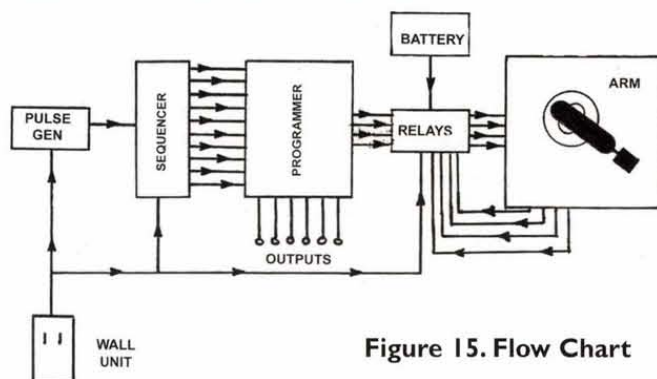 BATTERY
ARM
PULSE
GEN
SEQUENCER
PROGRAMMER
RELAYS
OUTPUTS
WALL
UNIT
Figure 15. Flow Chart